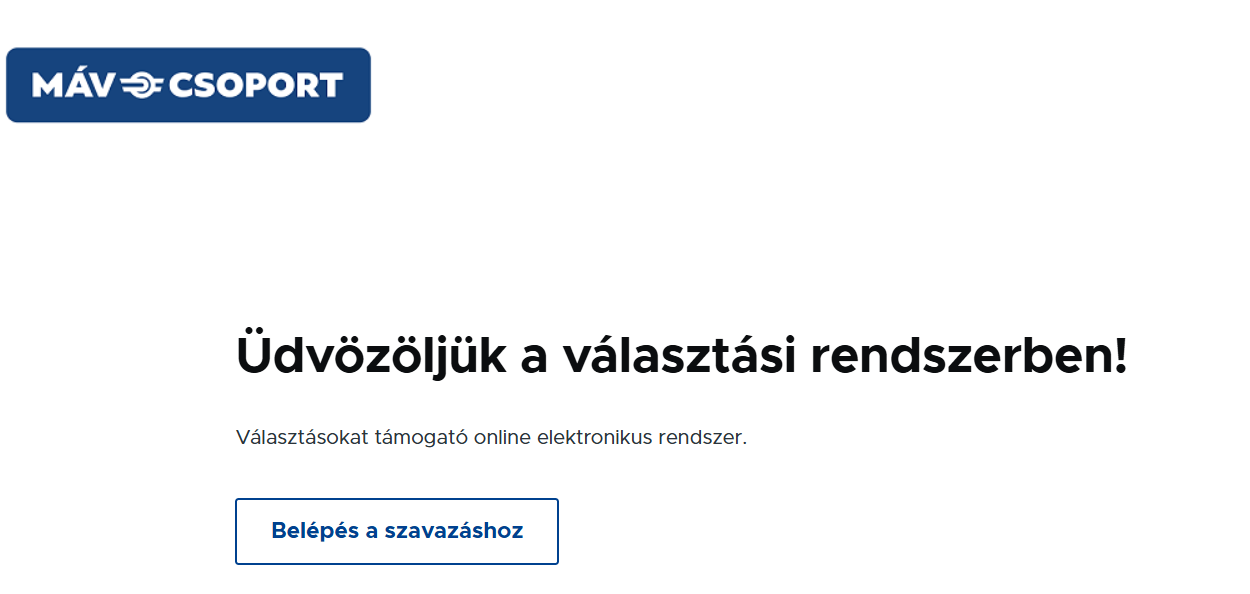 MÁV CSOPORT
Üdvözöljük a választási rendszerben!
Választásokat támogató online elektronikus rendszer.
Belépés a szavazáshoz